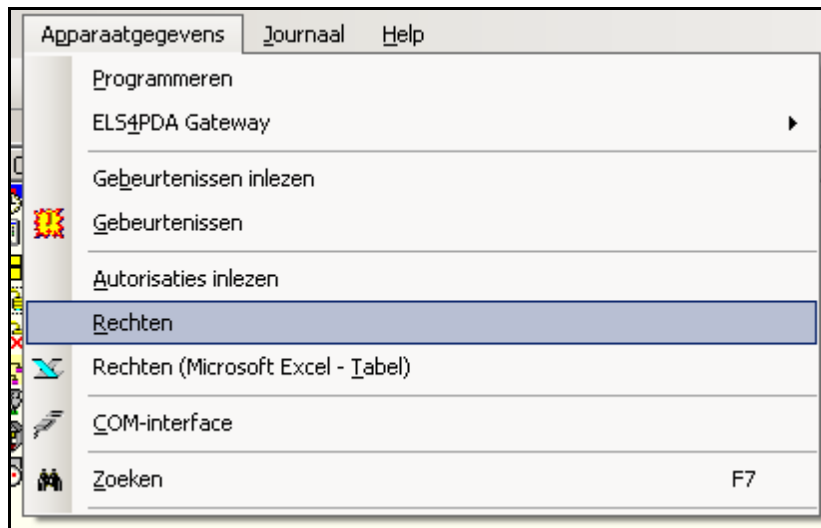 Apparaatgegevens Journaal Help
Programmeren
ELS4PDA Gateway
Gebeurtenissen inlezen
Gebeurtenissen
Autorisaties inlezen
Rechten
Rechten (Microsoft Excel - Tabel)
COM-interface
Zoeken F7